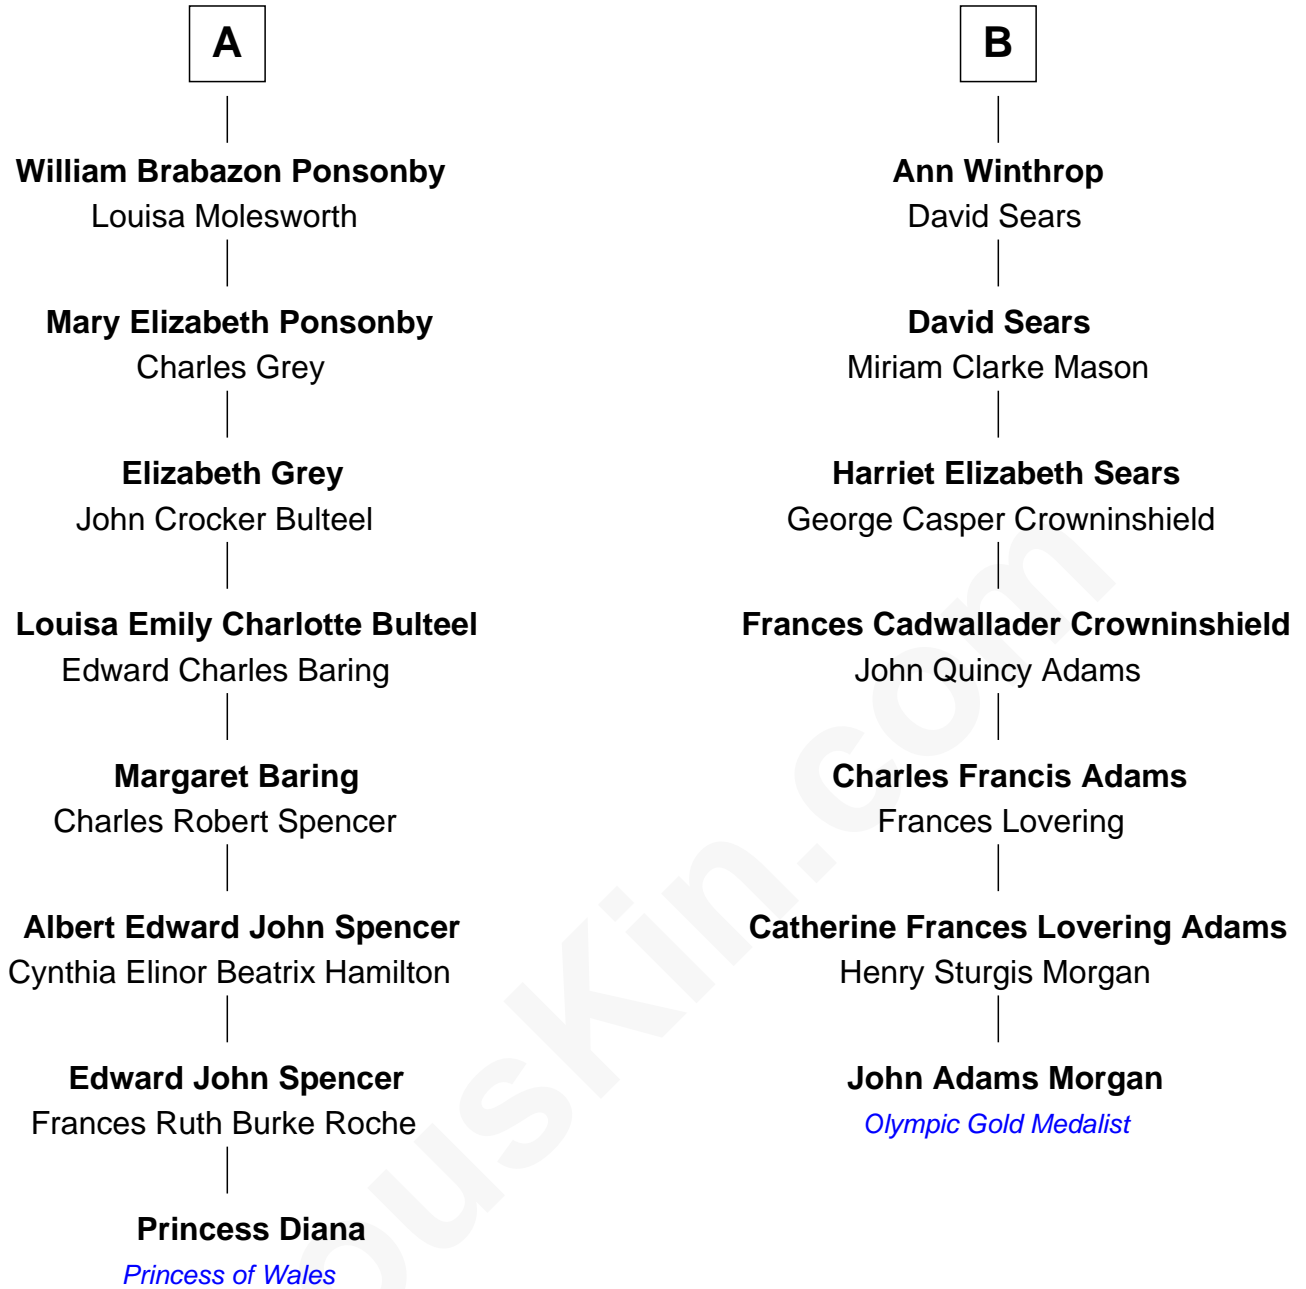 A
William Brabazon Ponsonby
Louisa Molesworth
Mary Elizabeth Ponsonby
Charles Grey
Elizabeth Grey
John Crocker Bulteel
Louisa Emily Charlotte Bulteel
Edward Charles Baring
Margaret Baring
Charles Robert Spencer
Albert Edward John Spencer
Cynthia Elinor Beatrix Hamilton
Edward John Spencer
Frances Ruth Burke Roche
Princess Diana
Princess of Wales
B
Ann Winthrop
David Sears
David Sears
Miriam Clarke Mason
Harriet Elizabeth Sears
George Casper Crowninshield
Frances Cadwallader Crowninshield
John Quincy Adams
Charles Francis Adams
Frances Lovering
Catherine Frances Lovering Adams
Henry Sturgis Morgan
John Adams Morgan
Olympic Gold Medalist
ousKin.com